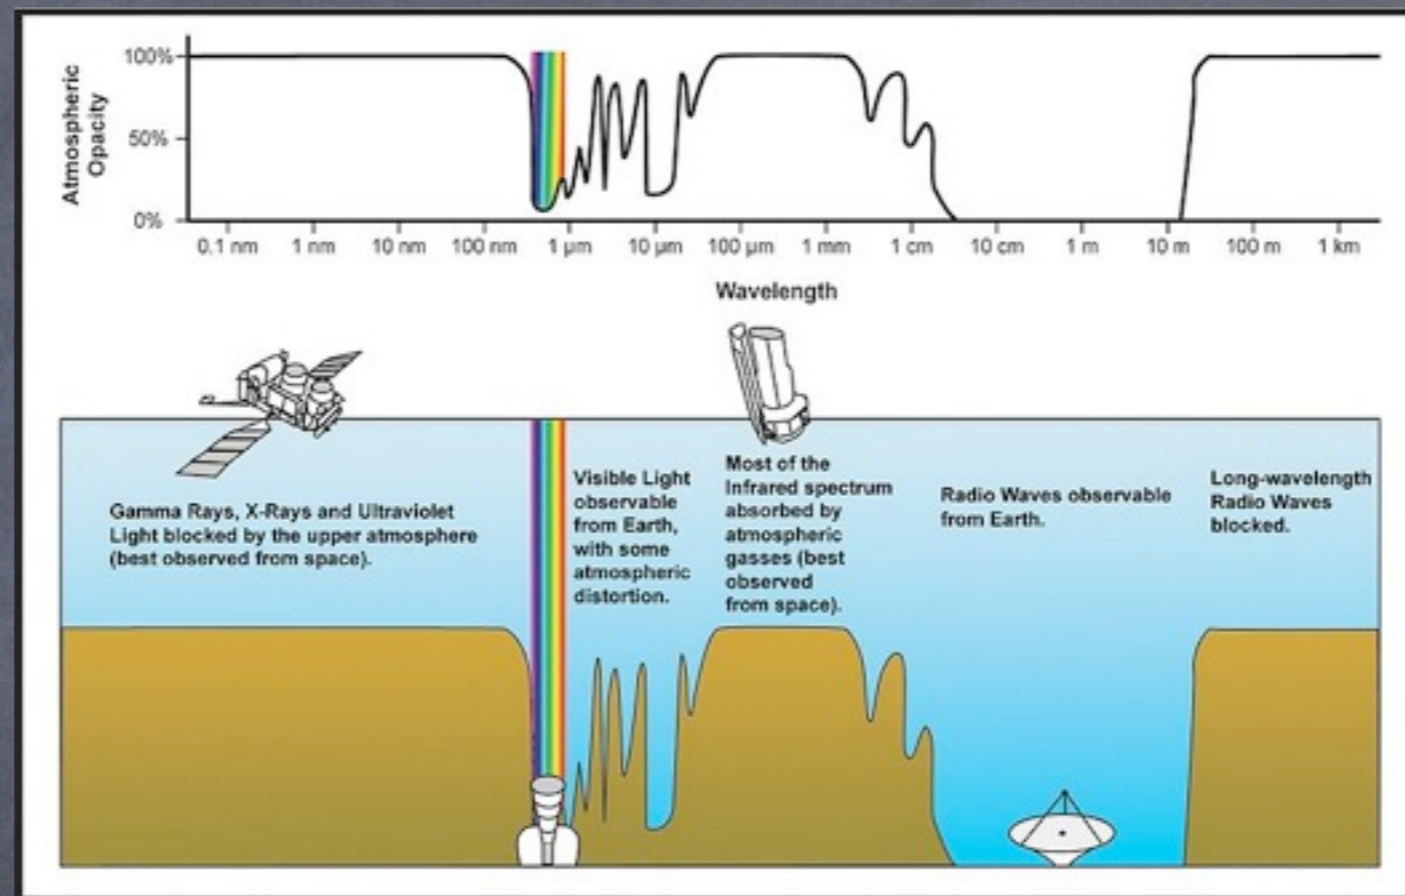 Atmospheric
Opacity
100%
50%
0%
0.1 nm 1 nm 10 nm 100 nm 1 µm 10 µm 100 µm 1 mm 1 cm 10 cm 1 m 10 m 100 m 1 km
Wavelength
Gamma Rays, X-Rays and Ultraviolet
Light blocked by the upper atmosphere
(best observed from space).
Visible Light
observable
from Earth,
with some
atmospheric
distortion.
Most of the
Infrared spectrum
absorbed by
atmospheric
gasses (best
observed
from space).
Radio Waves observable
from Earth.
Long-wavelength
Radio Waves
blocked.